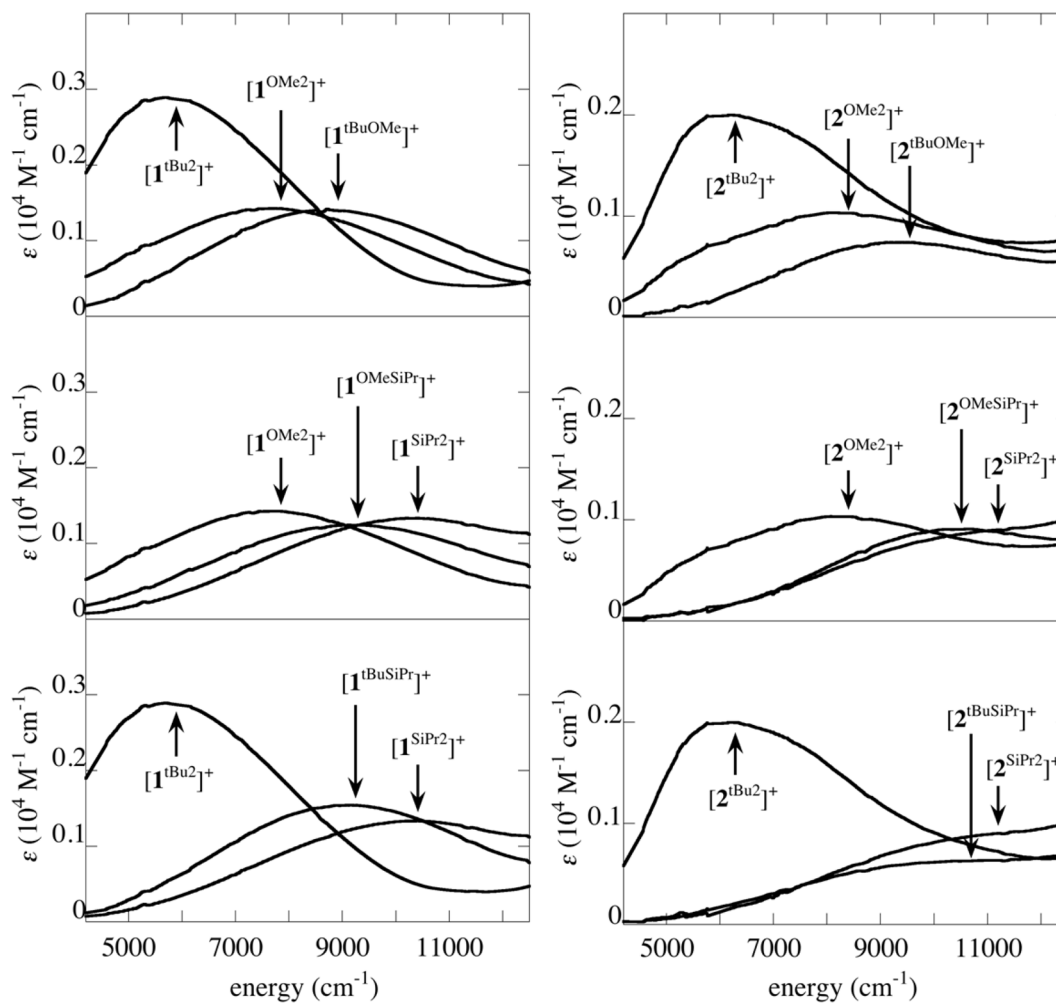 ε (10⁴ M⁻¹ cm⁻¹)
0.3
0.2
0.1
0
[1^OMe2]⁺
[1^tBuOMe]⁺
[1^tBu2]⁺
ε (10⁴ M⁻¹ cm⁻¹)
0.2
0.1
0
[2^OMe2]⁺
[2^tBuOMe]⁺
[2^tBu2]⁺
ε (10⁴ M⁻¹ cm⁻¹)
0.3
0.2
0.1
0
[1^OMeSiPr]⁺
[1^OMe2]⁺
[1^SiPr2]⁺
ε (10⁴ M⁻¹ cm⁻¹)
0.2
0.1
0
[2^OMeSiPr]⁺
[2^OMe2]⁺
[2^SiPr2]⁺
ε (10⁴ M⁻¹ cm⁻¹)
0.3
0.2
0.1
0
[1^tBuSiPr]⁺
[1^SiPr2]⁺
[1^tBu2]⁺
5000 7000 9000 11000
energy (cm⁻¹)
ε (10⁴ M⁻¹ cm⁻¹)
0.2
0.1
0
[2^tBuSiPr]⁺
[2^SiPr2]⁺
[2^tBu2]⁺
5000 7000 9000 11000
energy (cm⁻¹)